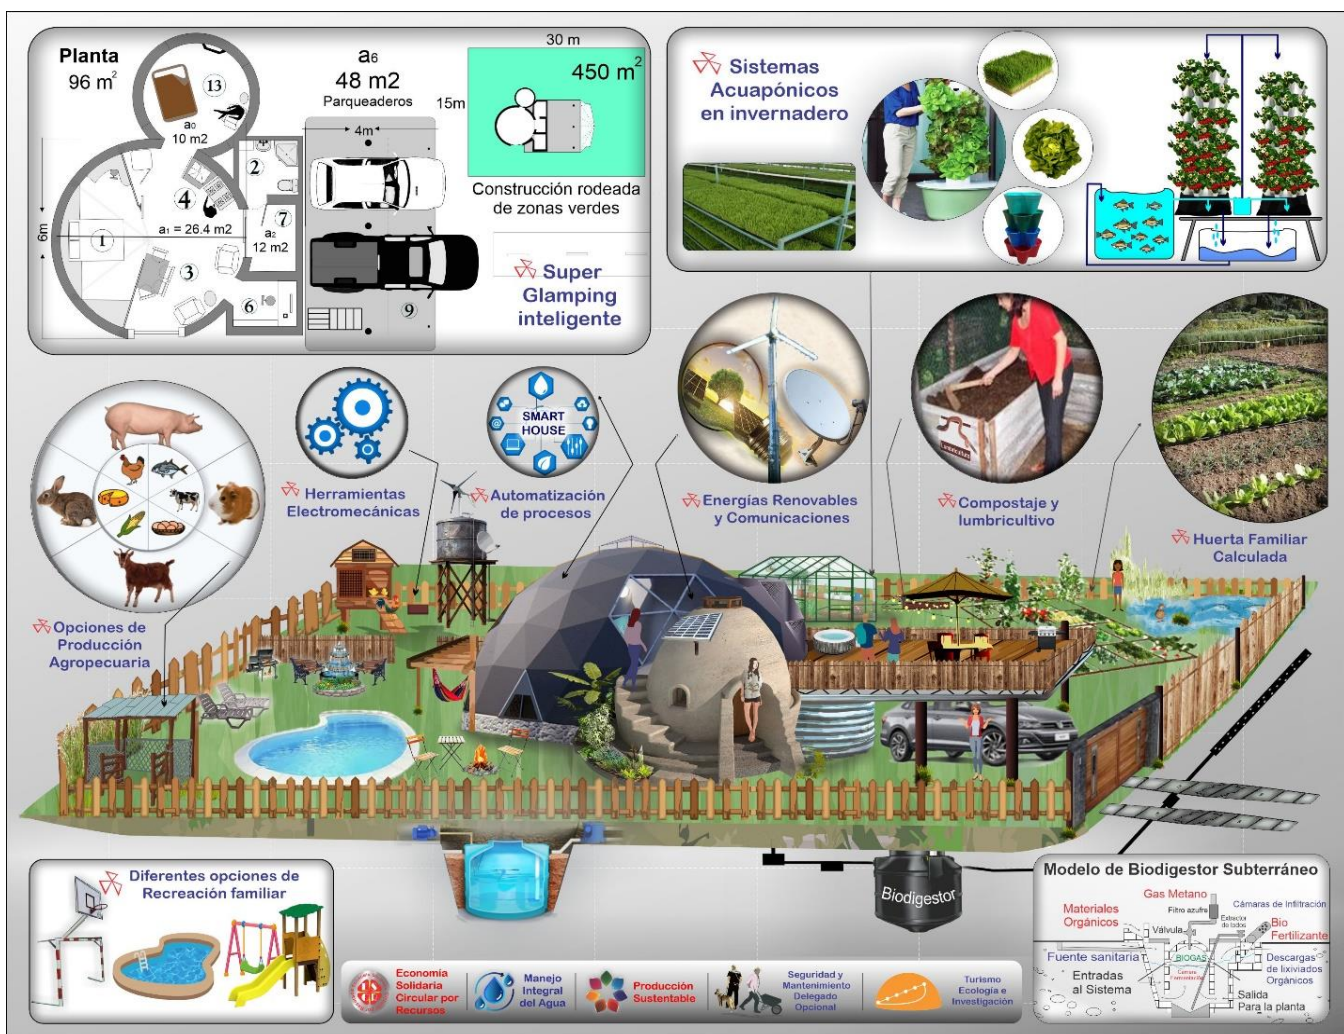 Planta
96 m²
13
a₀
10 m2
2
4
7
1
a₁ = 26.4 m2
a₂
12 m2
6m
3
6
a₆
48 m2
Parqueaderos
4m
9
30 m
450 m²
15m
Construcción rodeada
de zonas verdes
Super
Glamping
inteligente
Sistemas
Acuapónicos
en invernadero
SMART
HOUSE
@
Herramientas
Electromecánicas
Automatización
de procesos
Energías Renovables
y Comunicaciones
Lumbricultura
Compostaje y
lumbricultivo
Huerta Familiar
Calculada
Opciones de
Producción
Agropecuaria
Biodigestor
Diferentes opciones de
Recreación familiar
Economía
Solidaria
Circular por
Recursos
Manejo
Integral
del Agua
Producción
Sustentable
Seguridad y
Mantenimiento
Delegado
Opcional
Turismo
Ecología e
Investigación
Modelo de Biodigestor Subterráneo
Gas Metano
Materiales
Orgánicos
Filtro azufre
Cámaras de Infiltración
Válvula
Extractor
de lodos
Bio
Fertilizante
Fuente sanitaria
BIOGAS
Descargas
de lixiviados
Orgánicos
Entradas
al Sistema
Salida
Para la planta